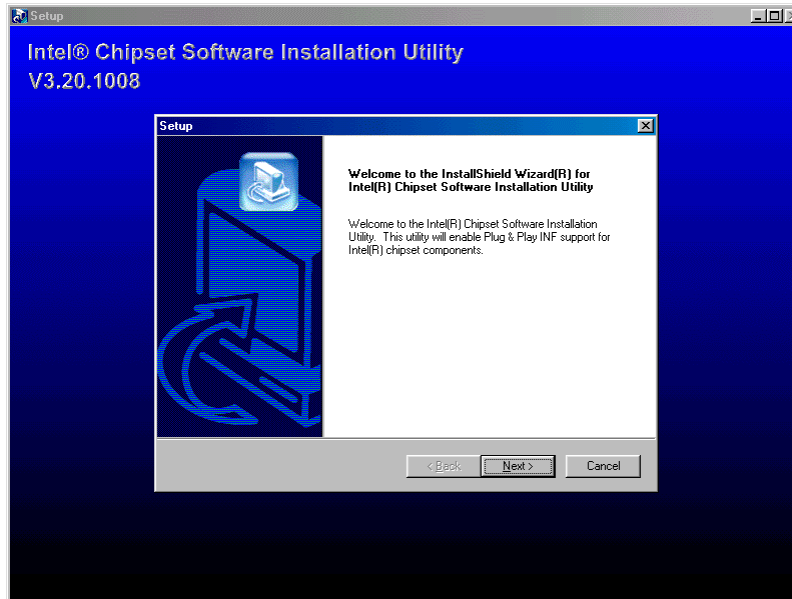 Setup
Intel® Chipset Software Installation Utility
V3.20.1008
Setup
Welcome to the InstallShield Wizard(R) for
Intel(R) Chipset Software Installation Utility
Welcome to the Intel(R) Chipset Software Installation
Utility. This utility will enable Plug & Play INF support for
Intel(R) chipset components.
< Back
Next >
Cancel